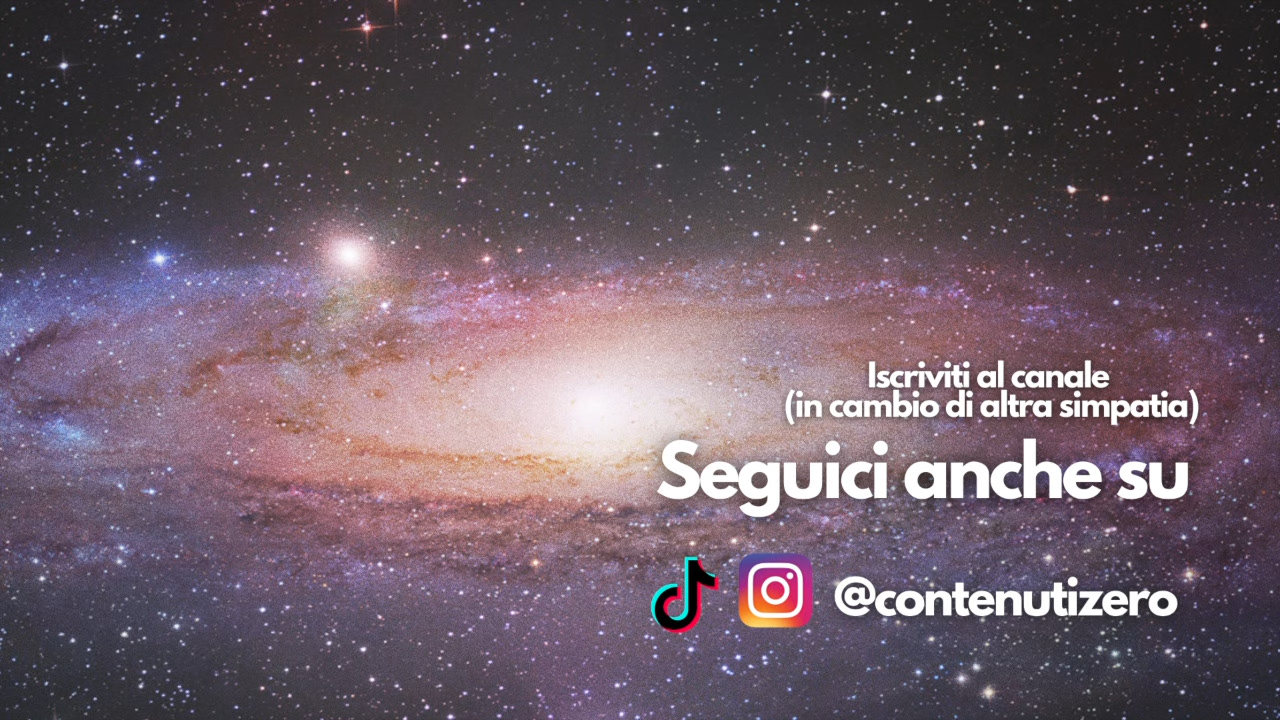 Iscriviti al canale
(in cambio di altra simpatia)
Seguici anche su
@contenutizero